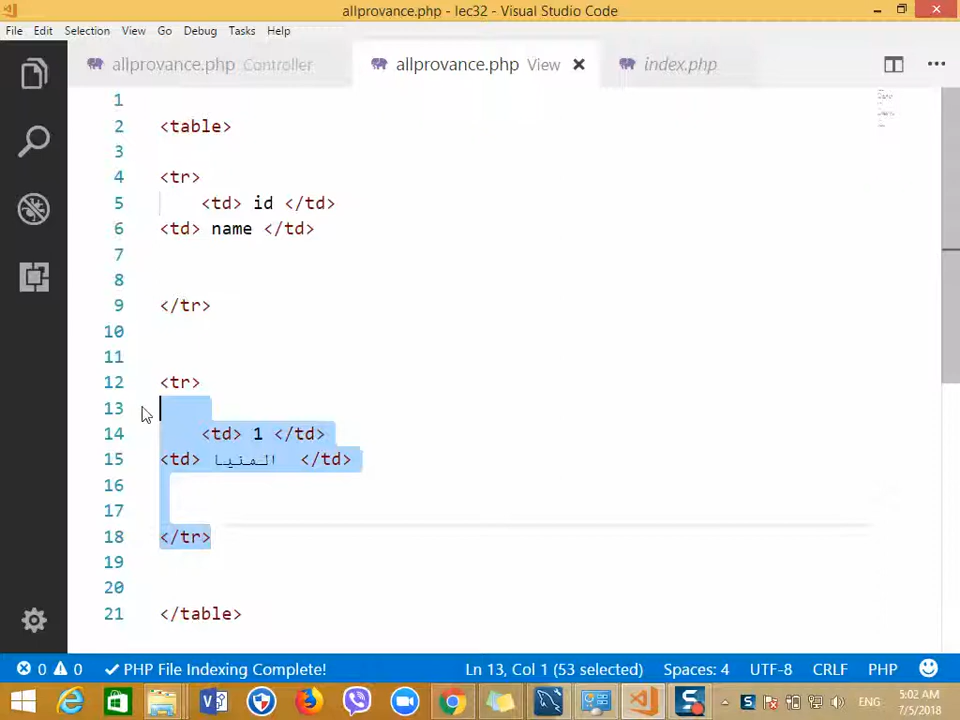 allprovance.php - lec32 - Visual Studio Code
File Edit Selection View Go Debug Tasks Help
allprovance.php Controller allprovance.php View index.php
1
2 <table>
3
4 <tr>
5 <td> id </td>
6 <td> name </td>
7
8
9 </tr>
10
11
12 <tr>
13
14 <td> 1 </td>
15 <td> المنيا </td>
16
17
18 </tr>
19
20
21 </table>
0 0 PHP File Indexing Complete! Ln 13, Col 1 (53 selected) Spaces: 4 UTF-8 CRLF PHP
ENG 5:02 AM
7/5/2018